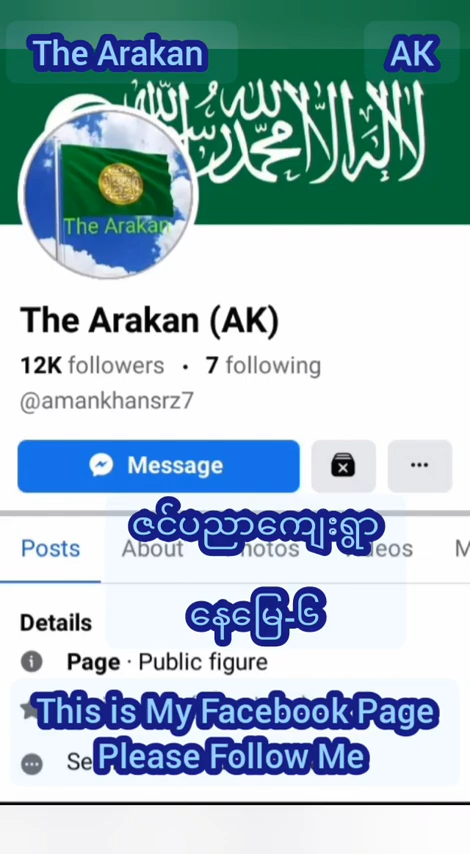 The Arakan
AK
لا إله إلا الله محمد رسول الله
The Arakan
The Arakan (AK)
12K followers • 7 following
@amankhansrz7
Message
ဇင်ပညာကျေးရွာ
Posts
About
နေမြေ-၆
Details
Page · Public figure
This is My Facebook Page
Please Follow Me